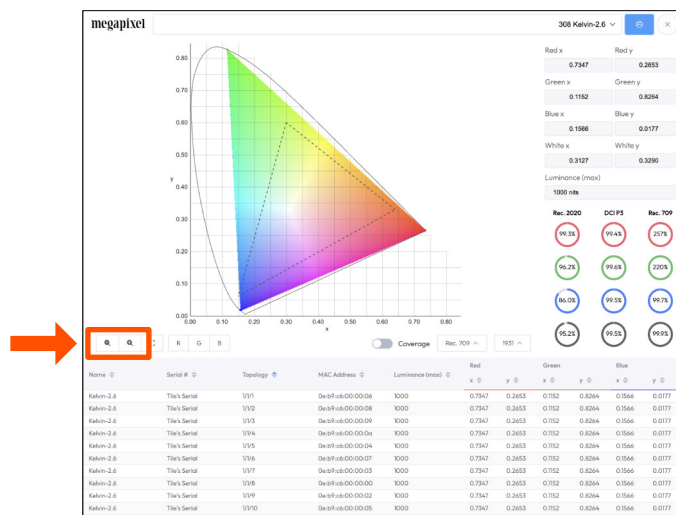 megapixel
308 Kelvin-2.6
Red x Red y
0.7347 0.2653
Green x Green y
0.1152 0.8264
Blue x Blue y
0.1566 0.0177
White x White y
0.3127 0.3290
Luminance (max)
1000 nits
Rec. 2020 DCI P3 Rec. 709
99.3% 99.4% 257%
96.2% 99.6% 220%
86.0% 99.5% 99.7%
95.2% 99.5% 99.9%
0.80
0.70
0.60
0.50
y
0.40
0.30
0.20
0.10
0.00
0.00 0.10 0.20 0.30 0.40 0.50 0.60 0.70 0.80
x
R G B Coverage Rec. 709 1931
Red Green Blue
Name Serial # Topology MAC Address Luminance (max) x y x y x y
Kelvin-2.6 Tile's Serial 1/1/1 0e:b9:c6:00:00:06 1000 0.7347 0.2653 0.1152 0.8264 0.1566 0.0177
Kelvin-2.6 Tile's Serial 1/1/2 0e:b9:c6:00:00:08 1000 0.7347 0.2653 0.1152 0.8264 0.1566 0.0177
Kelvin-2.6 Tile's Serial 1/1/3 0e:b9:c6:00:00:09 1000 0.7347 0.2653 0.1152 0.8264 0.1566 0.0177
Kelvin-2.6 Tile's Serial 1/1/4 0e:b9:c6:00:00:0a 1000 0.7347 0.2653 0.1152 0.8264 0.1566 0.0177
Kelvin-2.6 Tile's Serial 1/1/5 0e:b9:c6:00:00:04 1000 0.7347 0.2653 0.1152 0.8264 0.1566 0.0177
Kelvin-2.6 Tile's Serial 1/1/6 0e:b9:c6:00:00:07 1000 0.7347 0.2653 0.1152 0.8264 0.1566 0.0177
Kelvin-2.6 Tile's Serial 1/1/7 0e:b9:c6:00:00:03 1000 0.7347 0.2653 0.1152 0.8264 0.1566 0.0177
Kelvin-2.6 Tile's Serial 1/1/8 0e:b9:c6:00:00:00 1000 0.7347 0.2653 0.1152 0.8264 0.1566 0.0177
Kelvin-2.6 Tile's Serial 1/1/9 0e:b9:c6:00:00:02 1000 0.7347 0.2653 0.1152 0.8264 0.1566 0.0177
Kelvin-2.6 Tile's Serial 1/1/10 0e:b9:c6:00:00:05 1000 0.7347 0.2653 0.1152 0.8264 0.1566 0.0177